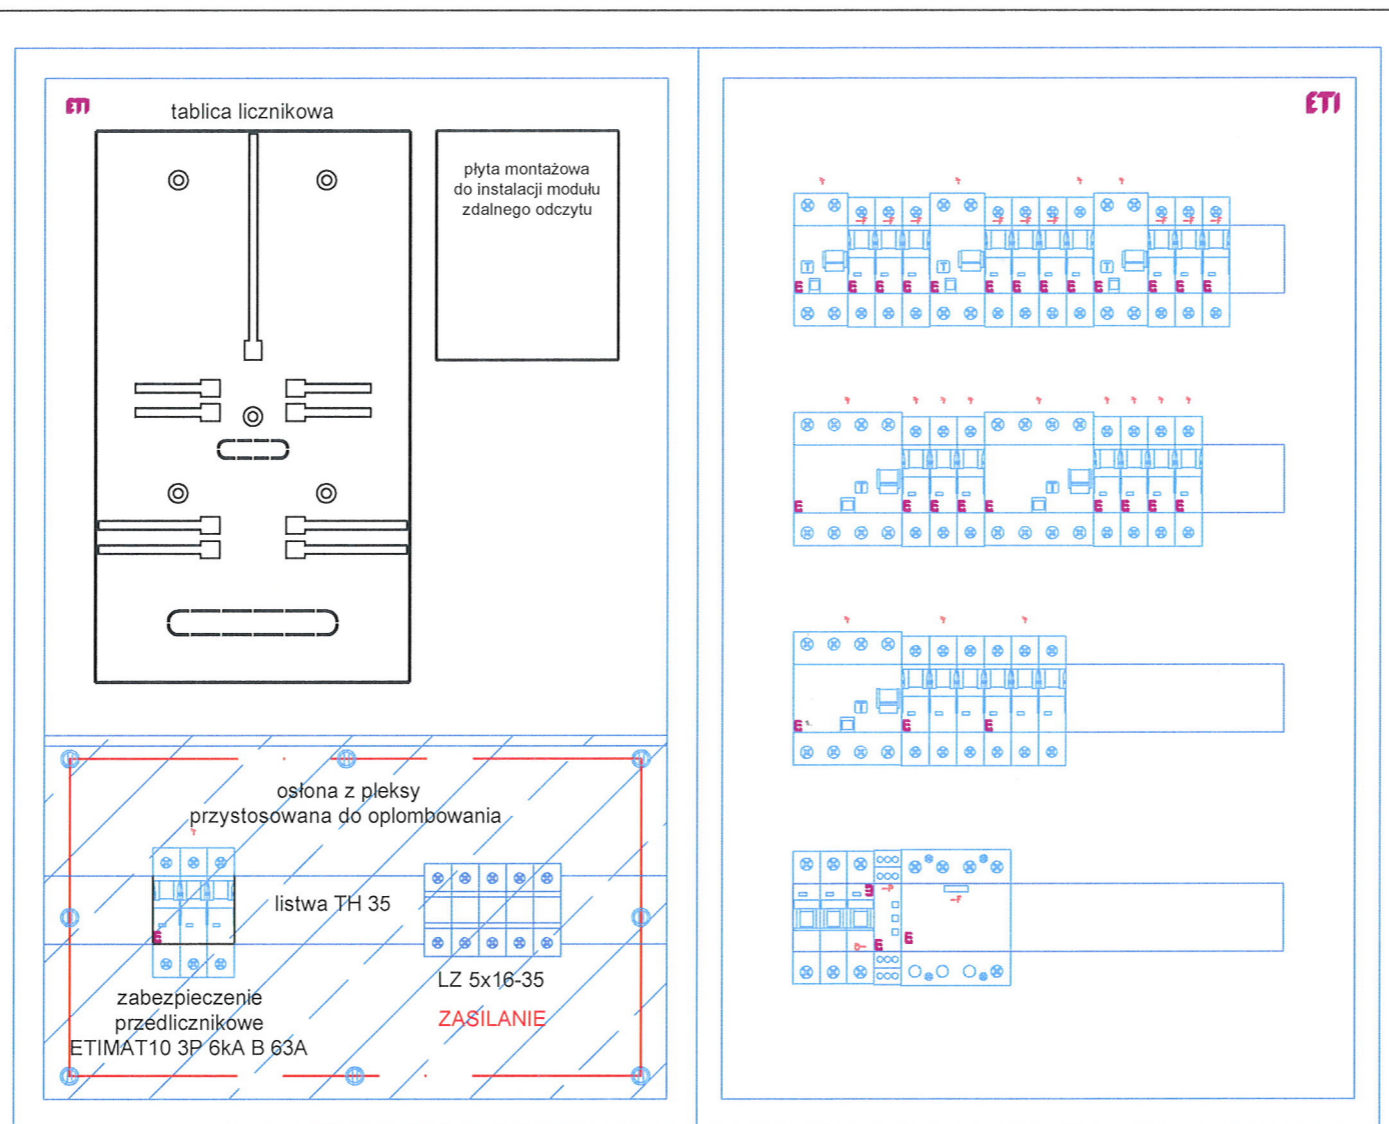 ETI
tablica licznikowa
płyta montażowa
do instalacji modułu
zdalnego odczytu
osłona z pleksy
przystosowana do oplombowania
listwa TH 35
LZ 5x16-35
ZASILANIE
zabezpieczenie
przedlicznikowe
ETIMAT10 3P 6kA B 63A
ETI
T
T
T
E
E
E
E
E
E
E
E
E
E
E
E
E
T
T
E
E
E
E
E
E
E
E
E
T
E
E
E
E
E
E
E